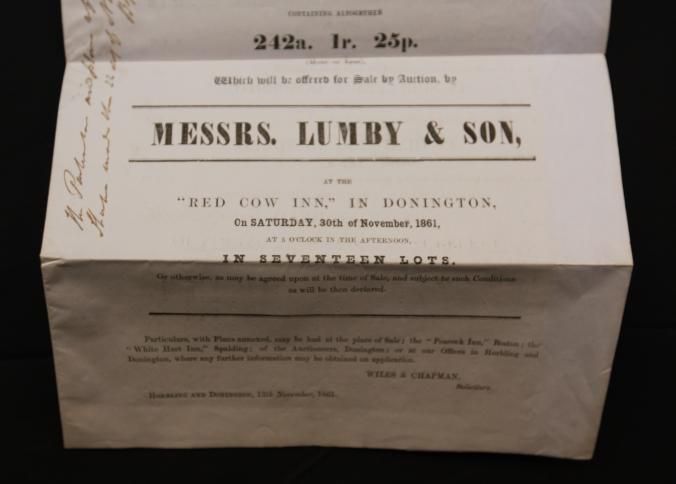 CONTAINING ALTOGETHER
242a. 1r. 25p.
(More or Less),
Which will be offered for Sale by Auction, by
MESSRS. LUMBY & SON,
AT THE
"RED COW INN," IN DONINGTON,
On SATURDAY, 30th of November, 1861,
AT 5 O'CLOCK IN THE AFTERNOON,
IN SEVENTEEN LOTS,
Or otherwise, as may be agreed upon at the time of Sale, and subject to such Conditions
as will be then declared.
Particulars, with Plans annexed, may be had at the place of Sale; the "Peacock Inn," Boston; the
"White Hart Inn," Spalding; of the Auctioneers, Donington; or at our Offices in Horbling and
Donington, where any further information may be obtained on application.
WILES & CHAPMAN,
Solicitors.
HORBLING AND DONINGTON, 13th November, 1861.